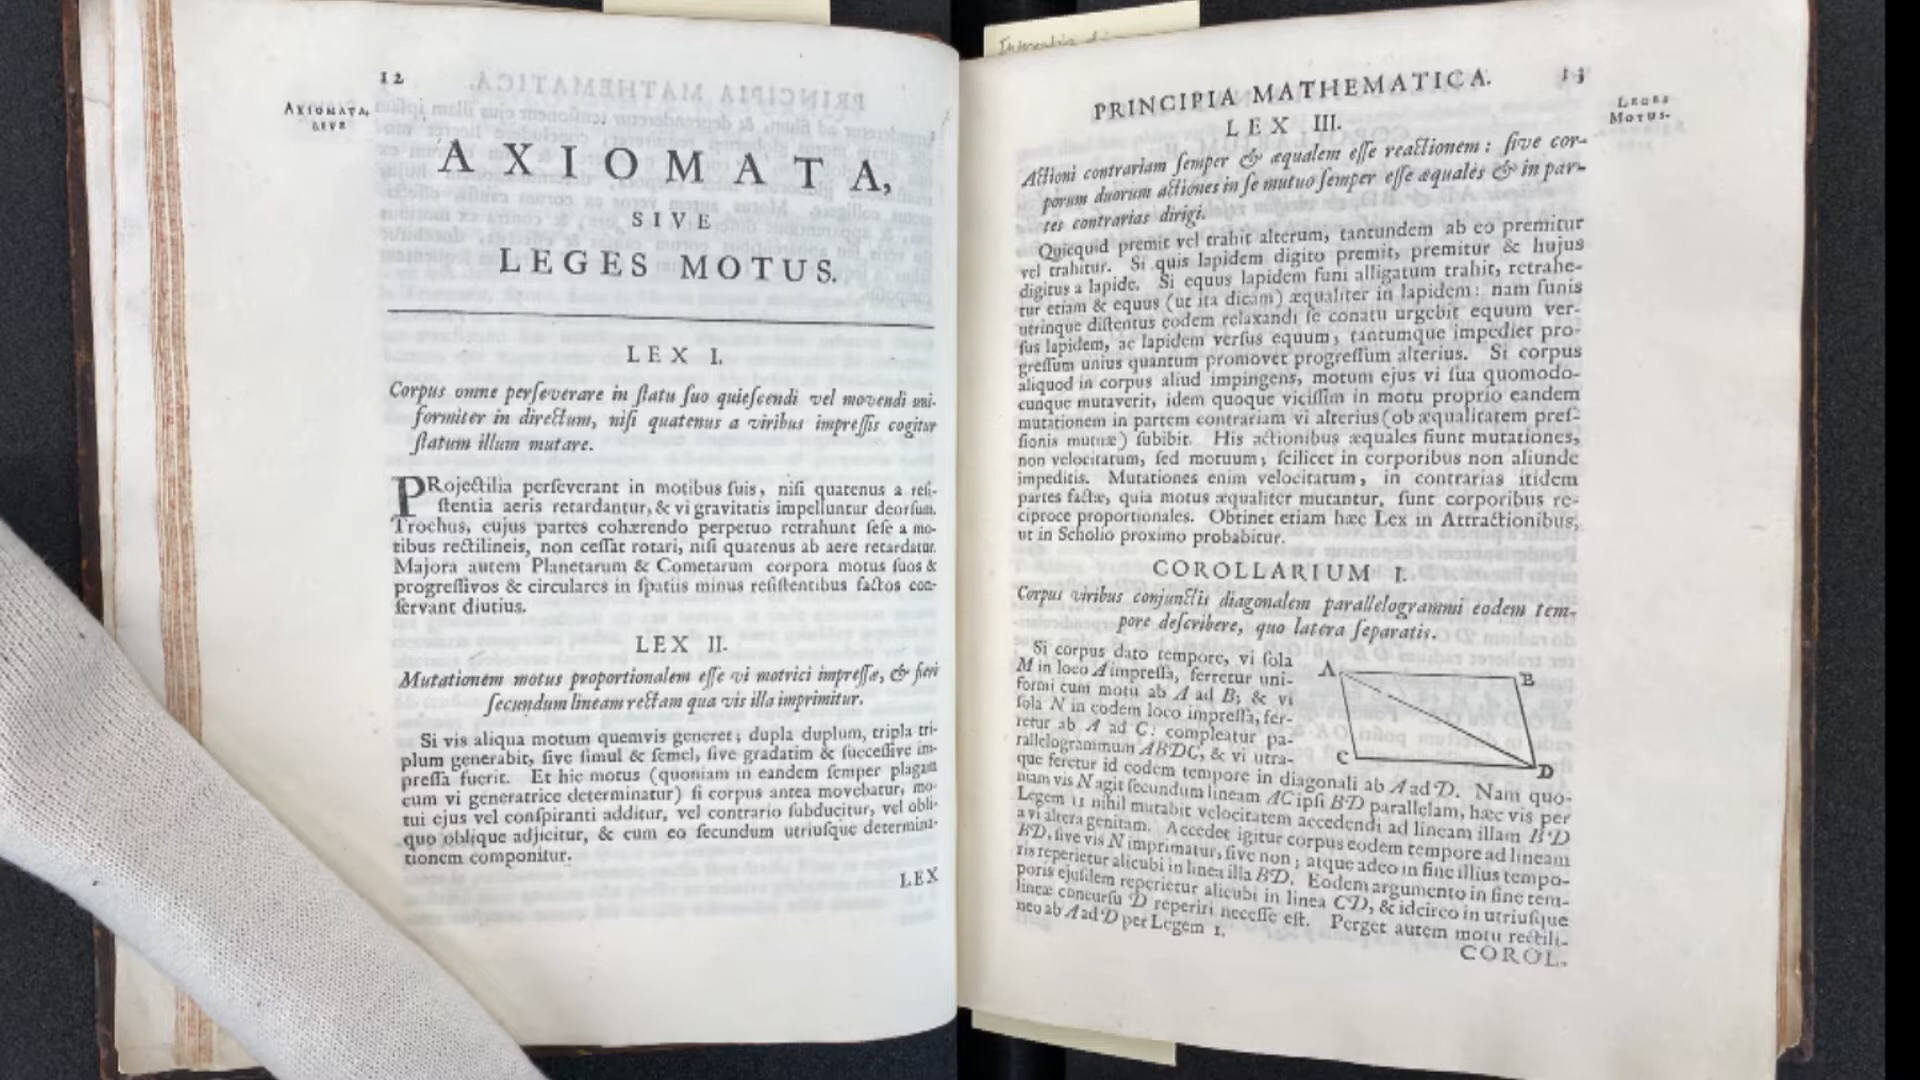 12
AXIOMATA,
SIVE
AXIOMATA,
SIVE
LEGES MOTUS.
LEX I.
Corpus omne perſeverare in ſtatu ſuo quieſcendi vel movendi uni-
formiter in directum, niſi quatenus a viribus impreſſis cogitur
ſtatum illum mutare.
PRojectilia perſeverant in motibus ſuis, niſi quatenus a reſi-
ſtentia aeris retardantur, & vi gravitatis impelluntur deorſum.
Trochus, cujus partes cohærendo perpetuo retrahunt ſeſe a mo-
tibus rectilineis, non ceſſat rotari, niſi quatenus ab aere retardatur.
Majora autem Planetarum & Cometarum corpora motus ſuos &
progreſſivos & circulares in ſpatiis minus reſiſtentibus factos con-
ſervant diutius.
LEX II.
Mutationem motus proportionalem eſſe vi motrici impreſſæ, & fieri
ſecundum lineam rectam qua vis illa imprimitur.
Si vis aliqua motum quemvis generet; dupla duplum, tripla tri-
plum generabit, ſive ſimul & ſemel, ſive gradatim & ſucceſſive im-
preſſa fuerit. Et hic motus (quoniam in eandem ſemper plagam
cum vi generatrice determinatur) ſi corpus antea movebatur, mo-
tui ejus vel conſpiranti additur, vel contrario ſubducitur, vel obli-
quo oblique adjicitur, & cum eo ſecundum utriuſque determina-
tionem componitur.
LEX
PRINCIPIA MATHEMATICA. 13
LEGES
MOTUS.
LEX III.
Actioni contrariam ſemper & æqualem eſſe reactionem: ſive cor-
porum duorum actiones in ſe mutuo ſemper eſſe æquales & in par-
tes contrarias dirigi.
Quicquid premit vel trahit alterum, tantundem ab eo premitur
vel trahitur. Si quis lapidem digito premit, premitur & hujus
digitus a lapide. Si equus lapidem funi alligatum trahit, retrahe-
tur etiam & equus (ut ita dicam) æqualiter in lapidem: nam funis
utrinque diſtentus eodem relaxandi ſe conatu urgebit equum ver-
ſus lapidem, ac lapidem verſus equum; tantumque impediet pro-
greſſum unius quantum promovet progreſſum alterius. Si corpus
aliquod in corpus aliud impingens, motum ejus vi ſua quomodo-
cunque mutaverit, idem quoque viciſſim in motu proprio eandem
mutationem in partem contrariam vi alterius (ob æqualitatem preſ-
ſionis mutuæ) ſubibit. His actionibus æquales fiunt mutationes,
non velocitatum, ſed motuum; ſcilicet in corporibus non aliunde
impeditis. Mutationes enim velocitatum, in contrarias itidem
partes factæ, quia motus æqualiter mutantur, ſunt corporibus re-
ciproce proportionales. Obtinet etiam hæc Lex in Attractionibus,
ut in Scholio proximo probabitur.
COROLLARIUM I.
Corpus viribus conjunctis diagonalem parallelogrammi eodem tem-
pore deſcribere, quo latera ſeparatis.
Si corpus dato tempore, vi ſola
M in loco A impreſſa, ferretur uni-
formi cum motu ab A ad B; & vi
ſola N in eodem loco impreſſa, fer-
retur ab A ad C: compleatur pa-
rallelogrammum ABDC, & vi utra-
A B
C D
que feretur id eodem tempore in diagonali ab A ad D. Nam quo-
niam vis N agit ſecundum lineam AC ipſi BD parallelam, hæc vis per
Legem II nihil mutabit velocitatem accedendi ad lineam illam BD
a vi altera genitam. Accedet igitur corpus eodem tempore ad lineam
BD, ſive vis N imprimatur, ſive non; atque adeo in fine illius tempo-
ris reperietur alicubi in linea illa BD. Eodem argumento in fine tem-
poris ejuſdem reperietur alicubi in linea CD, & idcirco in utriuſque
lineæ concurſu D reperiri neceſſe eſt. Perget autem motu rectili-
neo ab A ad D per Legem I.
COROL.